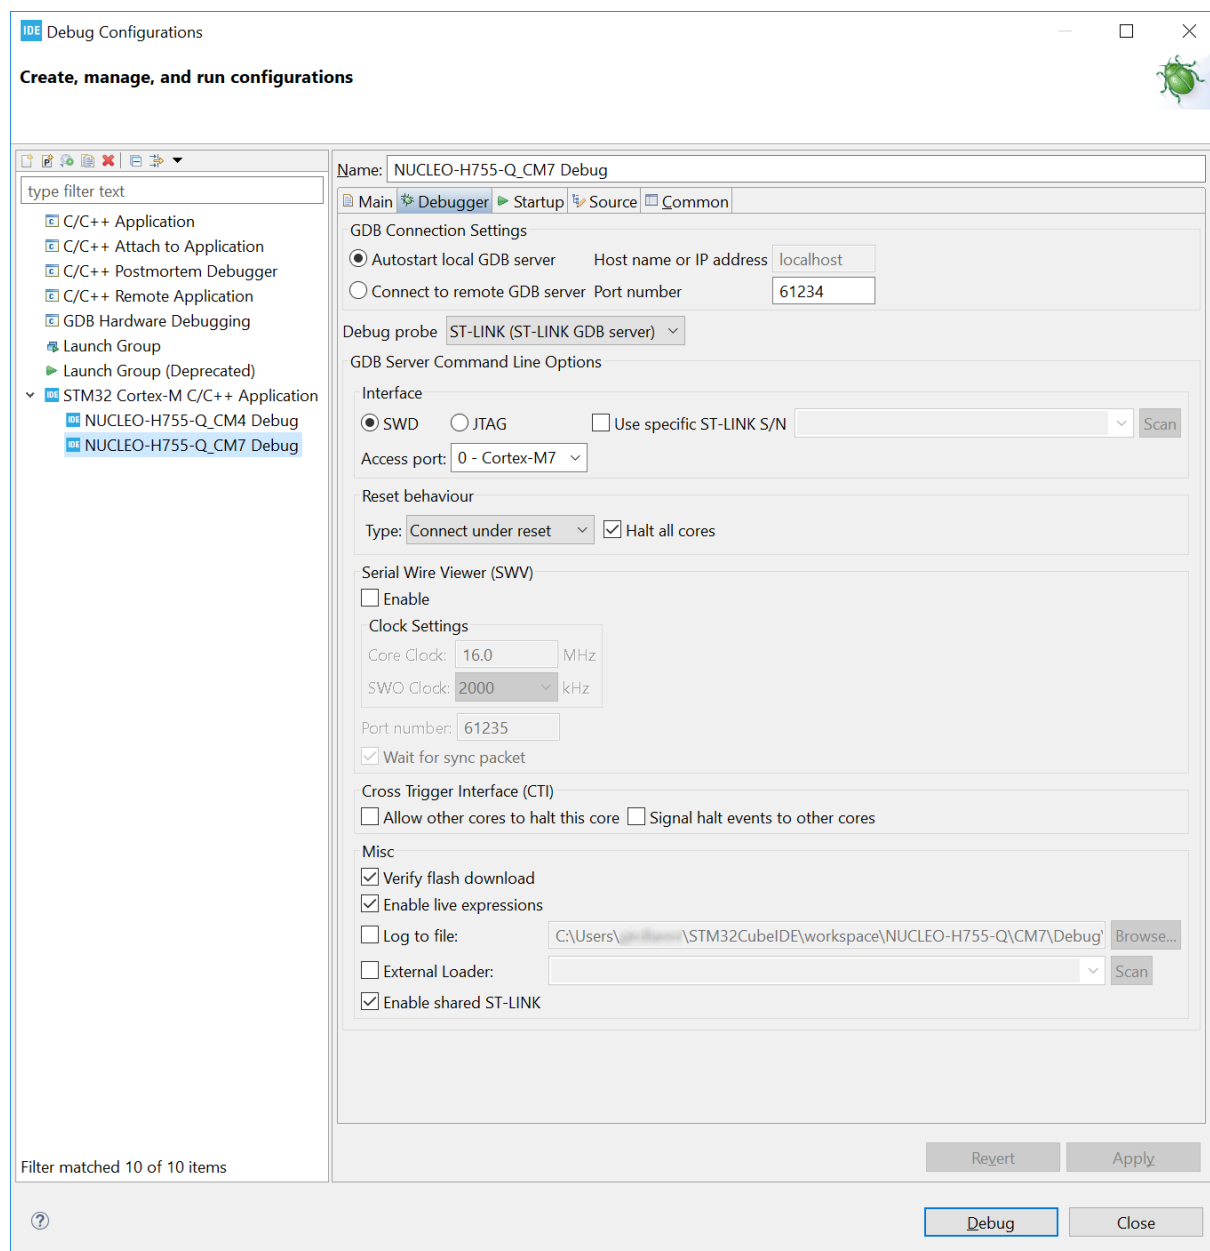 IDE Debug Configurations
Create, manage, and run configurations
type filter text
C/C++ Application
C/C++ Attach to Application
C/C++ Postmortem Debugger
C/C++ Remote Application
GDB Hardware Debugging
Launch Group
Launch Group (Deprecated)
IDE STM32 Cortex-M C/C++ Application
IDE NUCLEO-H755-Q_CM4 Debug
IDE NUCLEO-H755-Q_CM7 Debug
Filter matched 10 of 10 items
Name: NUCLEO-H755-Q_CM7 Debug
Main Debugger Startup Source Common
GDB Connection Settings
Autostart local GDB server Host name or IP address localhost
Connect to remote GDB server Port number 61234
Debug probe ST-LINK (ST-LINK GDB server)
GDB Server Command Line Options
Interface
SWD JTAG Use specific ST-LINK S/N Scan
Access port: 0 - Cortex-M7
Reset behaviour
Type: Connect under reset Halt all cores
Serial Wire Viewer (SWV)
Enable
Clock Settings
Core Clock: 16.0 MHz
SWO Clock: 2000 kHz
Port number: 61235
Wait for sync packet
Cross Trigger Interface (CTI)
Allow other cores to halt this core Signal halt events to other cores
Misc
Verify flash download
Enable live expressions
Log to file: C:\Users\ \STM32CubeIDE\workspace\NUCLEO-H755-Q\CM7\Debug\ Browse...
External Loader: Scan
Enable shared ST-LINK
Revert Apply
? Debug Close